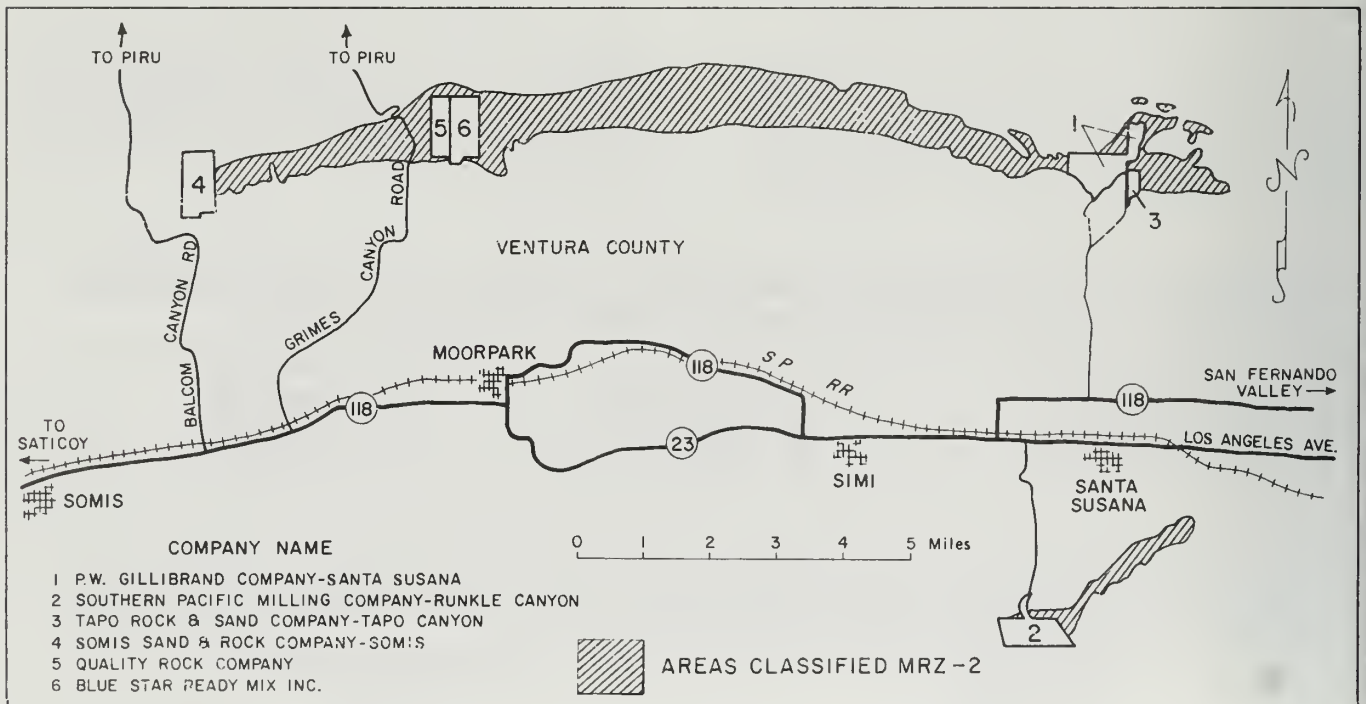 TO PIRU
TO PIRU
1
5
6
4
3
N
CANYON ROAD
VENTURA COUNTY
BALCOM CANYON RD
GRIMES
MOORPARK
118
SP RR
SAN FERNANDO
VALLEY
118
118
TO
SATICOY
23
LOS ANGELES AVE.
SIMI
SANTA
SUSANA
SOMIS
COMPANY NAME
0 1 2 3 4 5 Miles
1 P.W. GILLIBRAND COMPANY-SANTA SUSANA
2 SOUTHERN PACIFIC MILLING COMPANY-RUNKLE CANYON
3 TAPO ROCK & SAND COMPANY-TAPO CANYON
4 SOMIS SAND & ROCK COMPANY-SOMIS
5 QUALITY ROCK COMPANY
6 BLUE STAR READY MIX INC.
2
AREAS CLASSIFIED MRZ-2